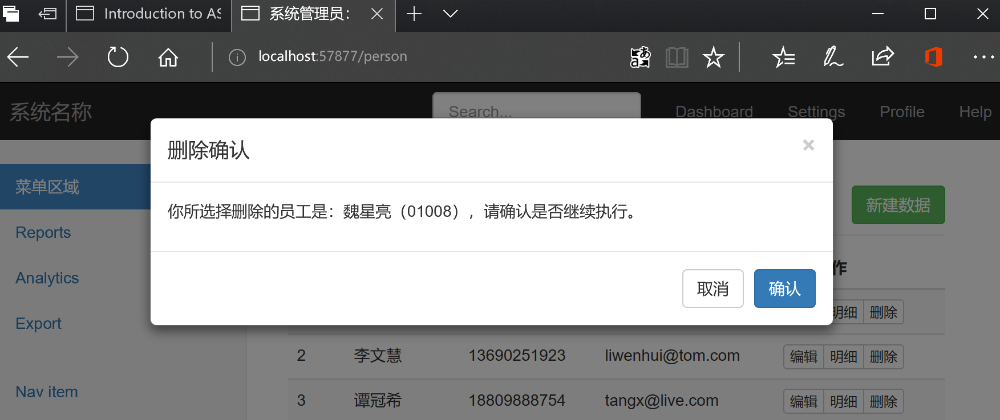 Introduction to AS
系统管理员:
localhost:57877/person
系统名称
Search...
Dashboard
Settings
Profile
Help
删除确认
×
菜单区域
你所选择删除的员工是：魏星亮（01008），请确认是否继续执行。
新建数据
Reports
作
Analytics
取消
确认
明细
删除
Export
2 李文慧 13690251923 liwenhui@tom.com 编辑 明细 删除
Nav item
3 谭冠希 18809888754 tangx@live.com 编辑 明细 删除